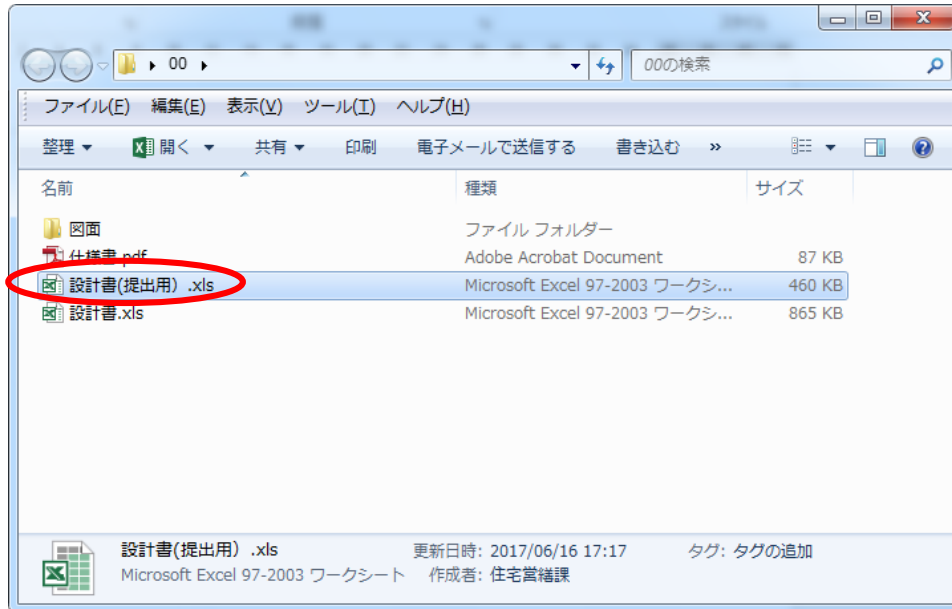 00
00の検索
ファイル(F) 編集(E) 表示(V) ツール(T) ヘルプ(H)
整理 開く 共有 印刷 電子メールで送信する 書き込む »
名前 種類 サイズ
図面 ファイル フォルダー
仕様書.pdf Adobe Acrobat Document 87 KB
設計書(提出用）.xls Microsoft Excel 97-2003 ワークシ... 460 KB
設計書.xls Microsoft Excel 97-2003 ワークシ... 865 KB
設計書(提出用）.xls 更新日時: 2017/06/16 17:17 タグ: タグの追加
Microsoft Excel 97-2003 ワークシート 作成者: 住宅営繕課